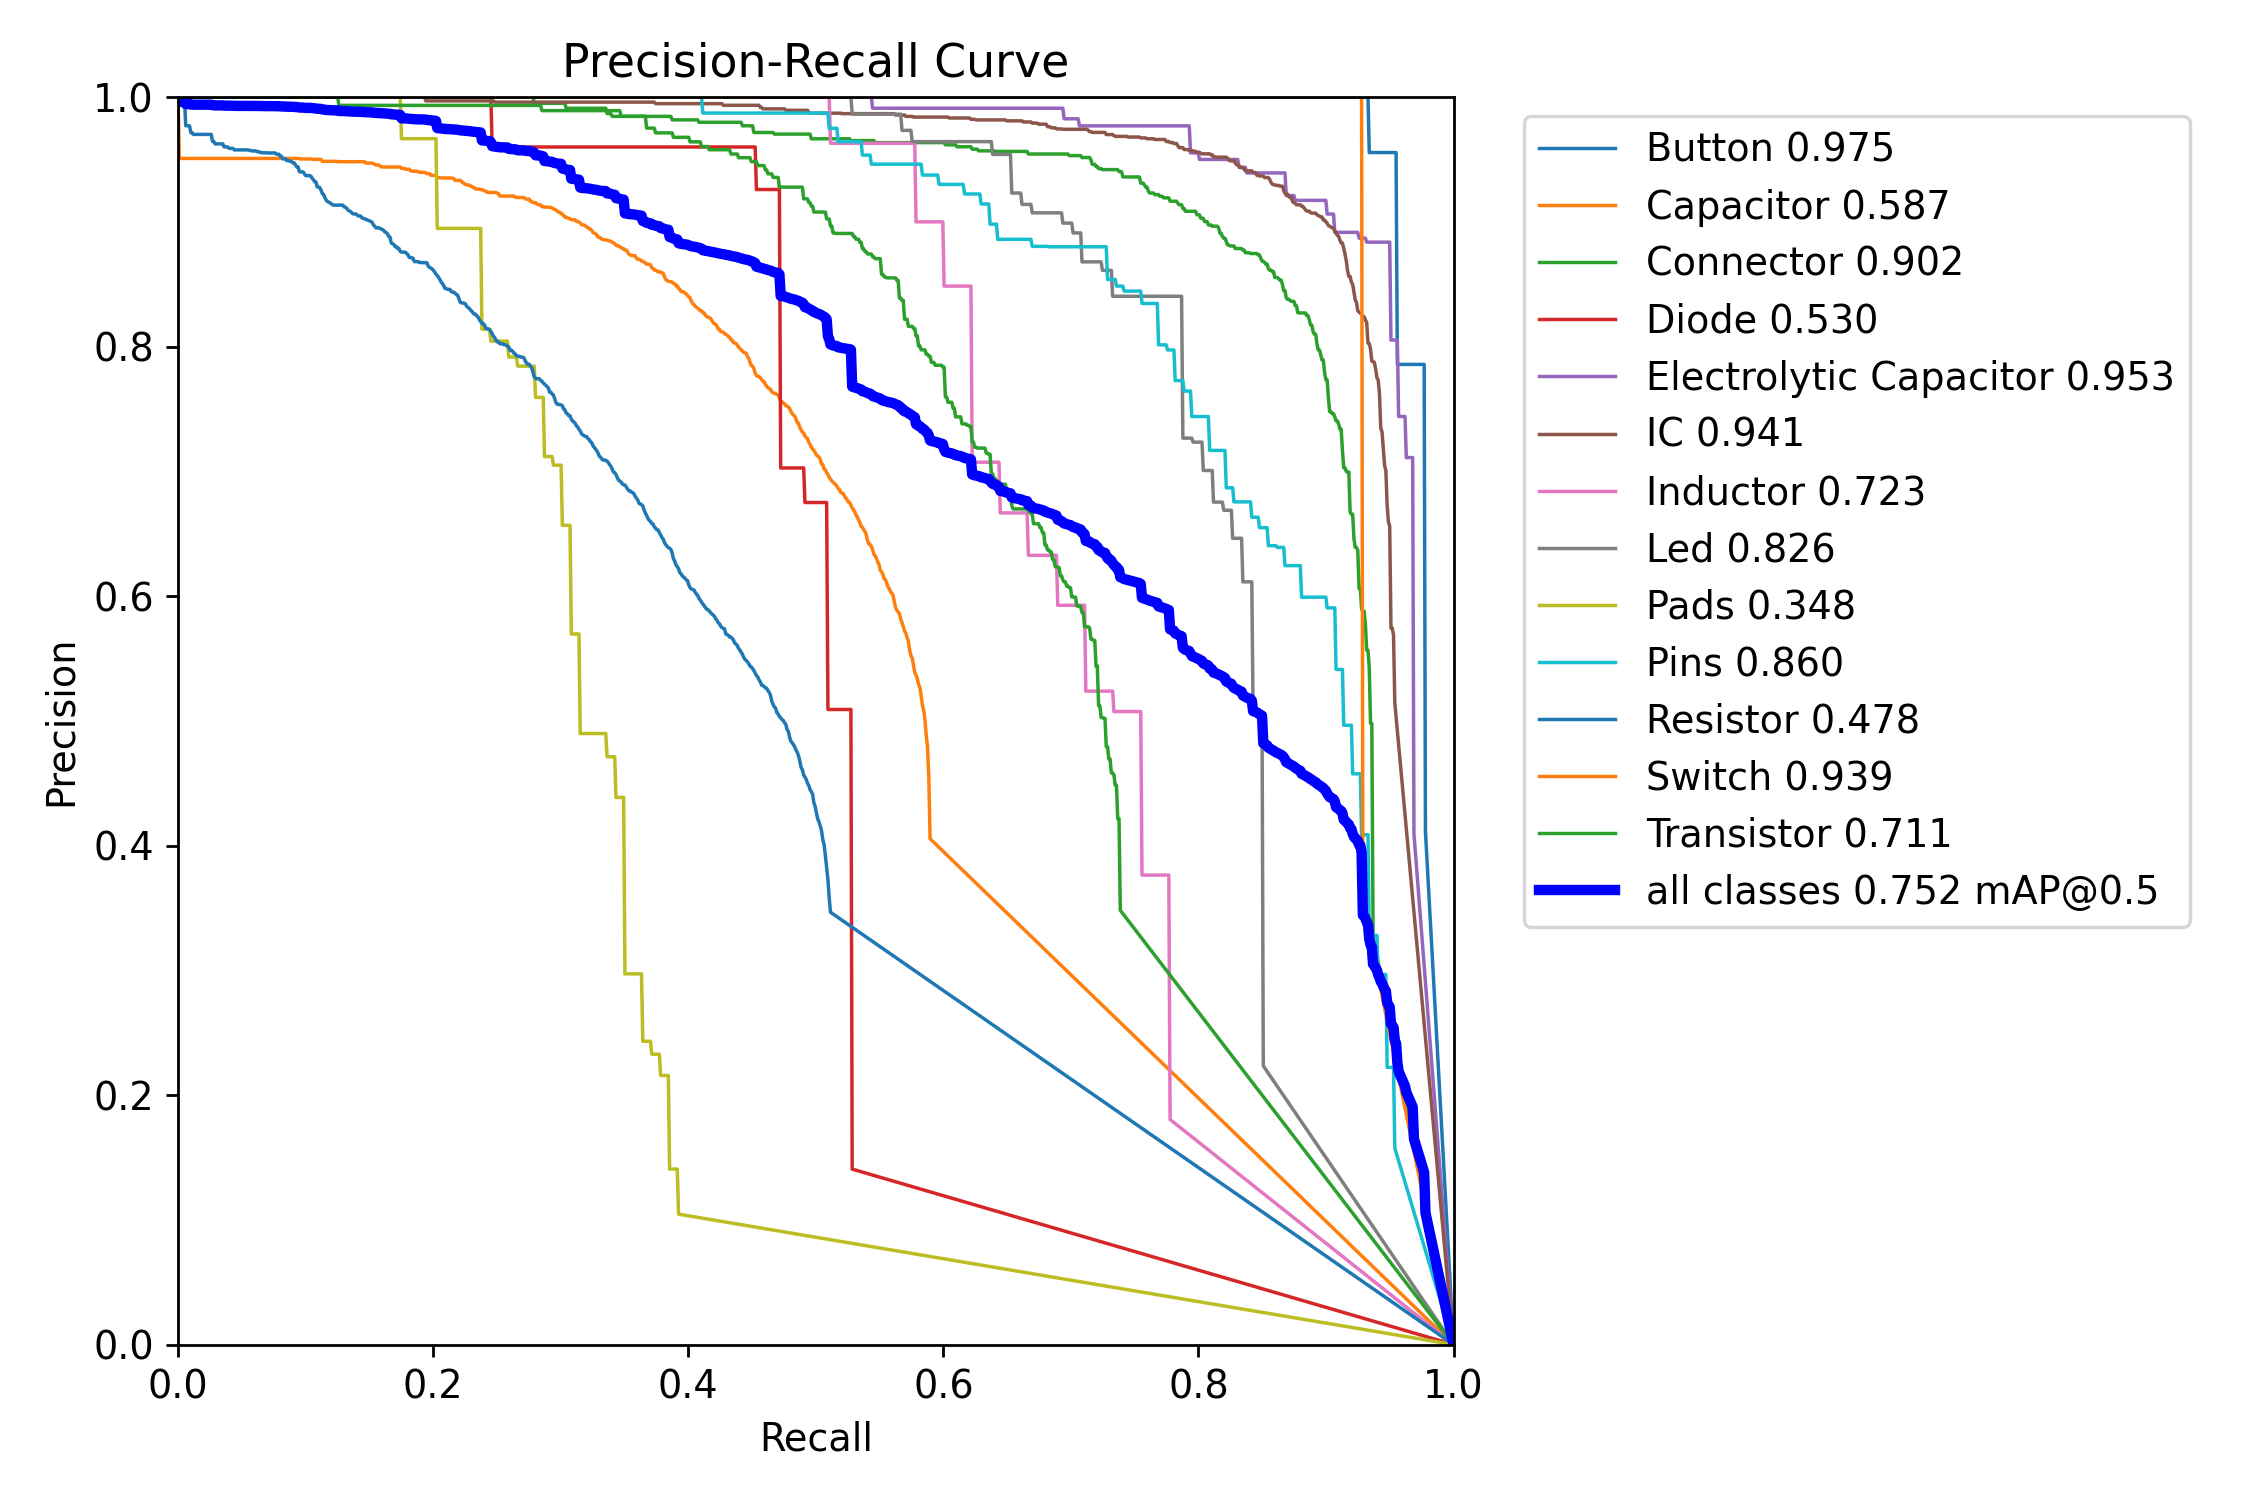 Precision-Recall Curve
1.0
0.8
0.6
0.4
0.2
0.0
Precision
0.0 0.2 0.4 0.6 0.8 1.0
Recall
Button 0.975
Capacitor 0.587
Connector 0.902
Diode 0.530
Electrolytic Capacitor 0.953
IC 0.941
Inductor 0.723
Led 0.826
Pads 0.348
Pins 0.860
Resistor 0.478
Switch 0.939
Transistor 0.711
all classes 0.752 mAP@0.5